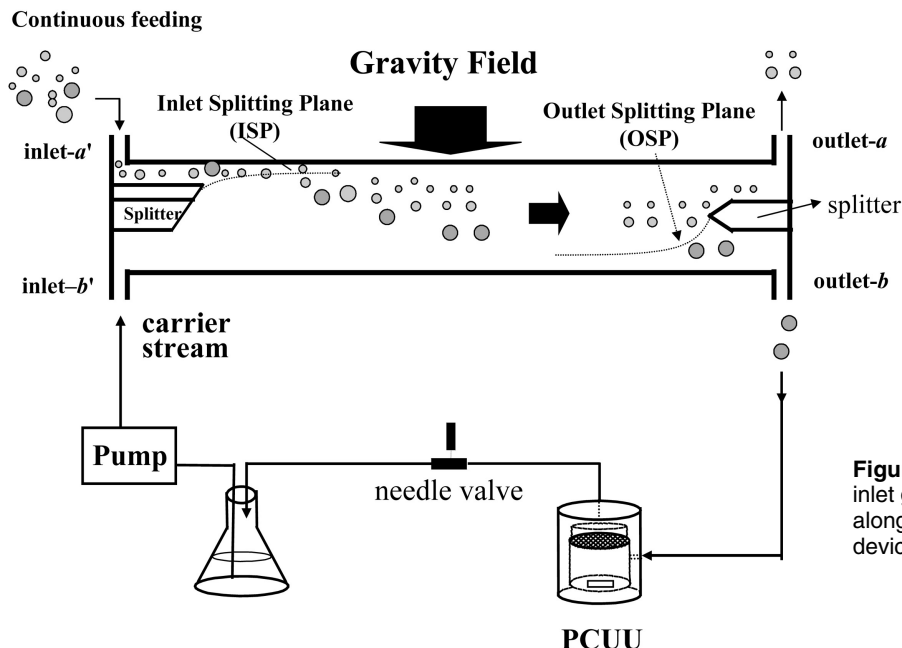 Continuous feeding
Gravity Field
Inlet Splitting Plane
(ISP)
Outlet Splitting Plane
(OSP)
inlet-a'
outlet-a
Splitter
splitter
inlet–b'
outlet-b
carrier
stream
Pump
needle valve
PCUU
Figu
inlet g
along
devic